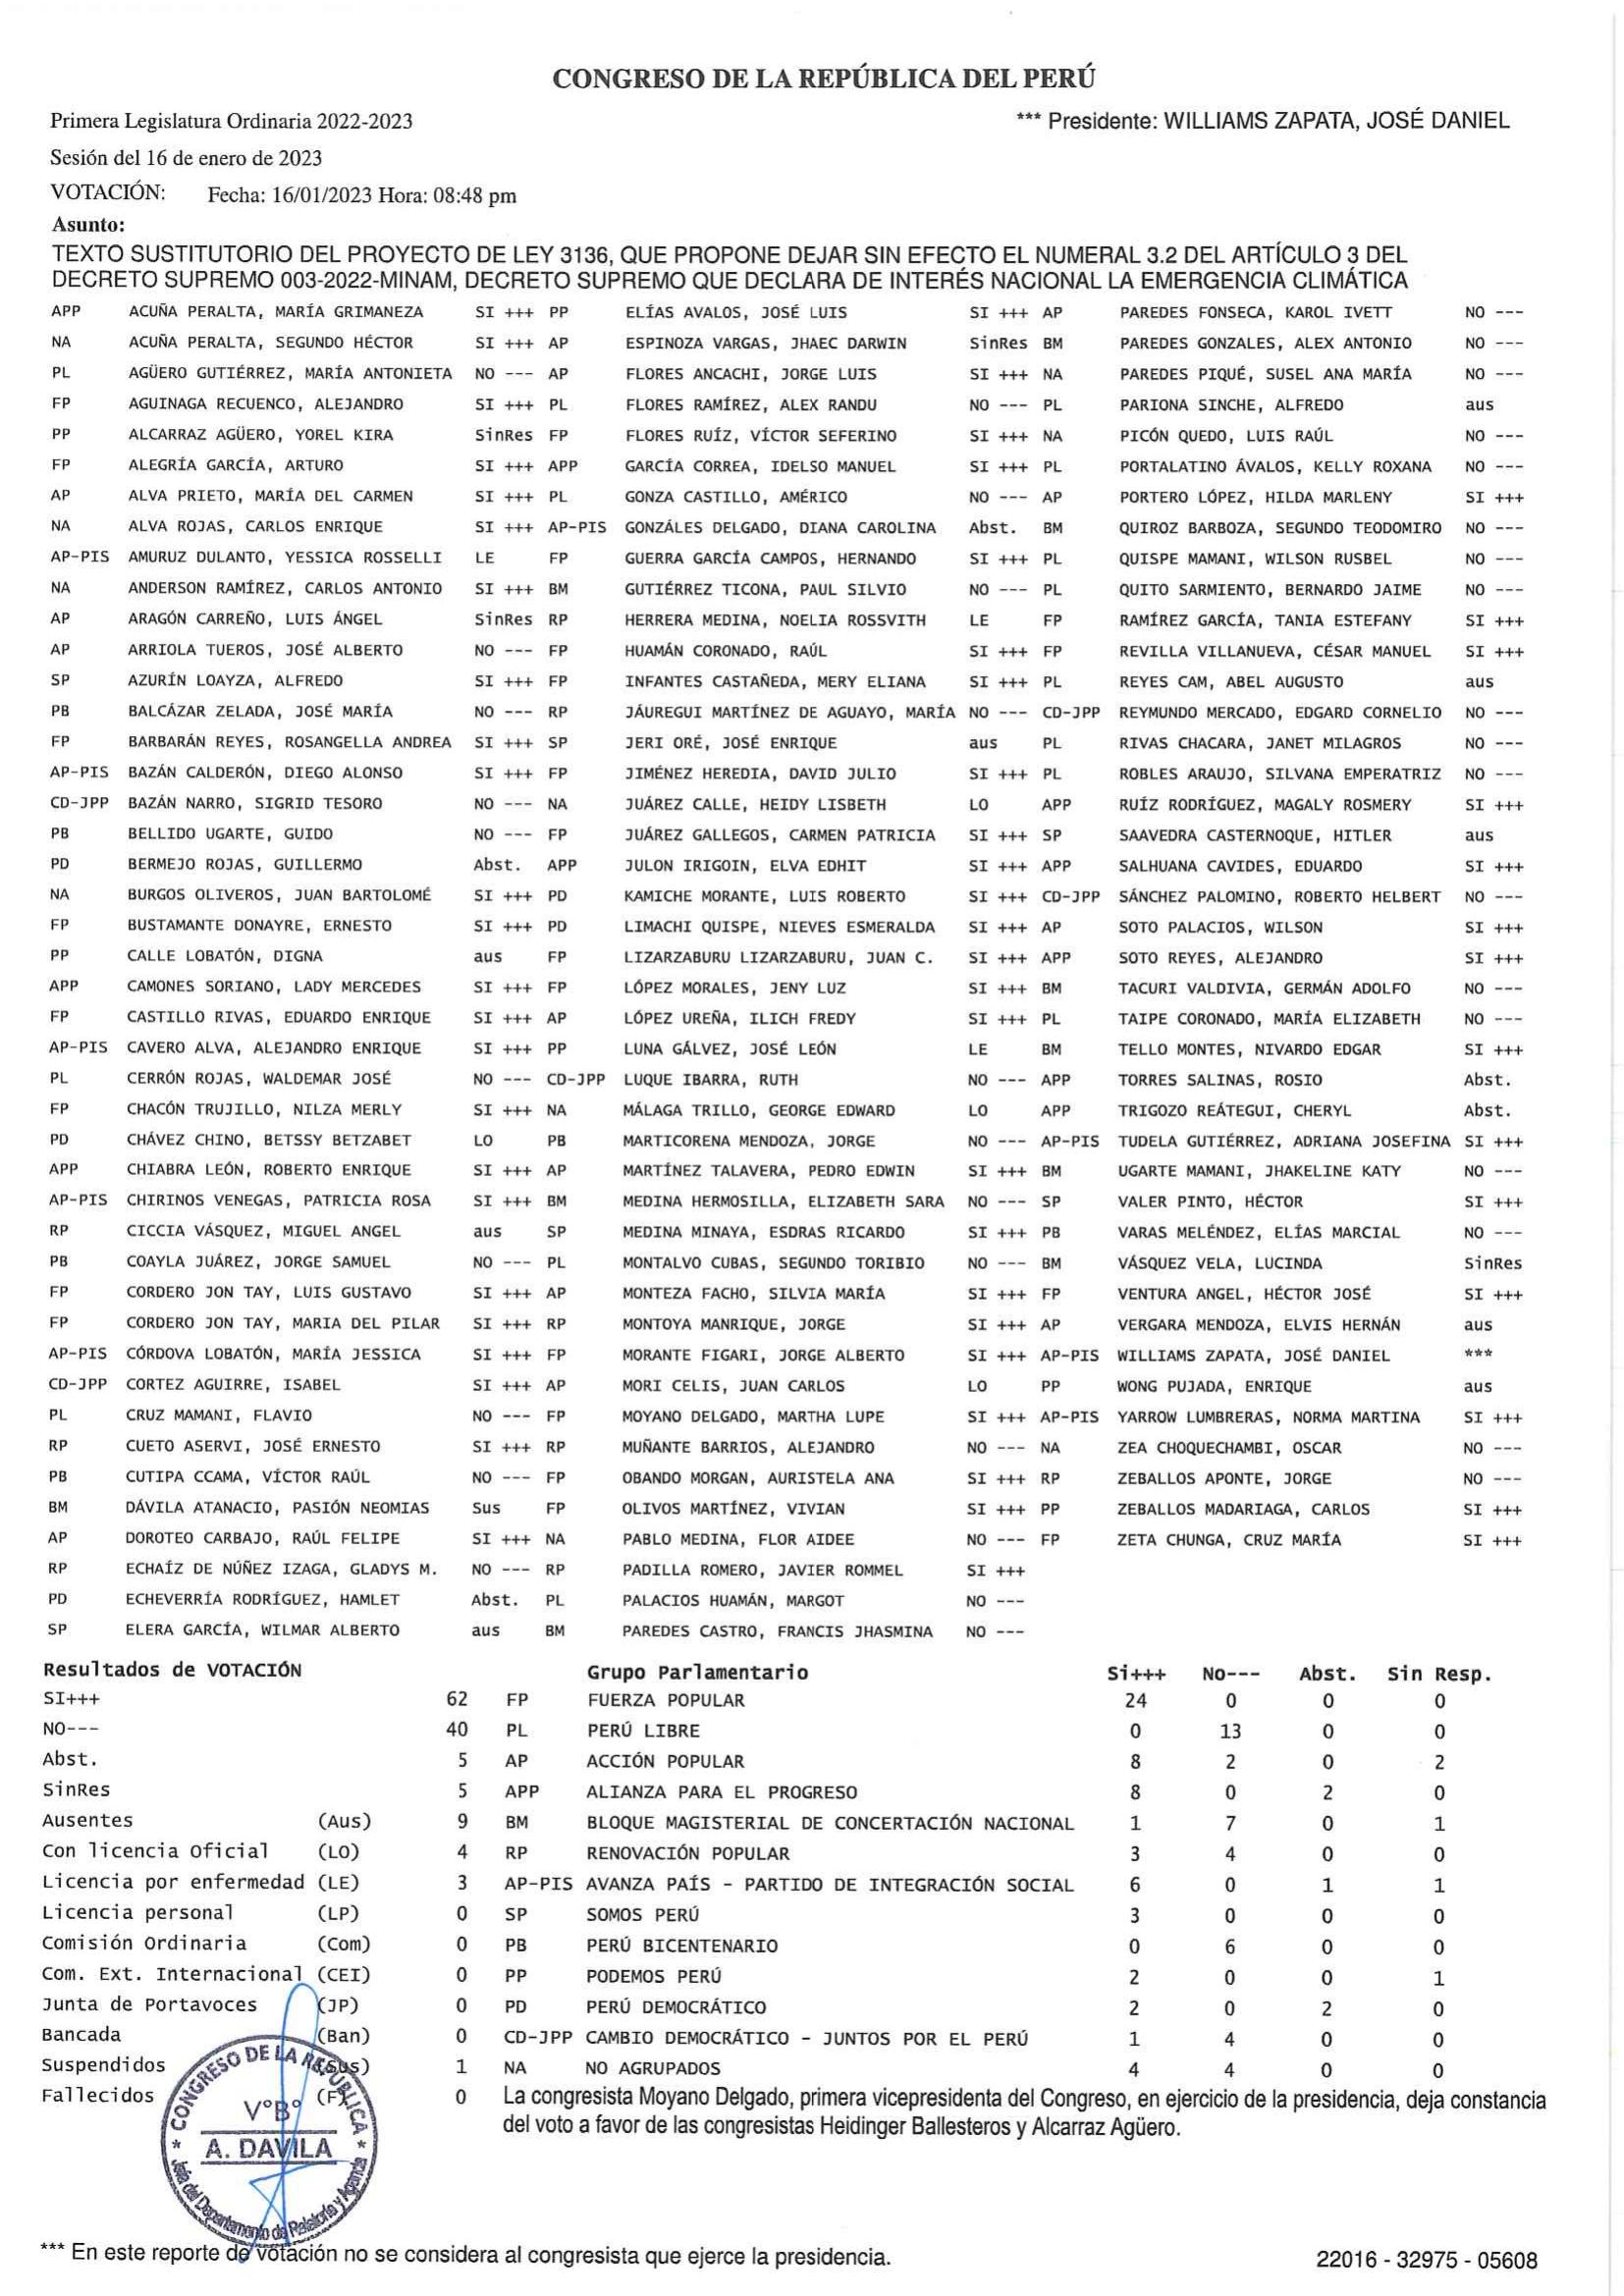 CONGRESO DE LA REPÚBLICA DEL PERÚ
Primera Legislatura Ordinaria 2022-2023 *** Presidente: WILLIAMS ZAPATA, JOSÉ DANIEL
Sesión del 16 de enero de 2023
VOTACIÓN: Fecha: 16/01/2023 Hora: 08:48 pm
Asunto:
TEXTO SUSTITUTORIO DEL PROYECTO DE LEY 3136, QUE PROPONE DEJAR SIN EFECTO EL NUMERAL 3.2 DEL ARTÍCULO 3 DEL
DECRETO SUPREMO 003-2022-MINAM, DECRETO SUPREMO QUE DECLARA DE INTERÉS NACIONAL LA EMERGENCIA CLIMÁTICA
APP ACUÑA PERALTA, MARÍA GRIMANEZA SI +++ PP ELÍAS AVALOS, JOSÉ LUIS SI +++ AP PAREDES FONSECA, KAROL IVETT NO ---
NA ACUÑA PERALTA, SEGUNDO HÉCTOR SI +++ AP ESPINOZA VARGAS, JHAEC DARWIN SinRes BM PAREDES GONZALES, ALEX ANTONIO NO ---
PL AGÜERO GUTIÉRREZ, MARÍA ANTONIETA NO --- AP FLORES ANCACHI, JORGE LUIS SI +++ NA PAREDES PIQUÉ, SUSEL ANA MARÍA NO ---
FP AGUINAGA RECUENCO, ALEJANDRO SI +++ PL FLORES RAMÍREZ, ALEX RANDU NO --- PL PARIONA SINCHE, ALFREDO aus
PP ALCARRAZ AGÜERO, YOREL KIRA SinRes FP FLORES RUÍZ, VÍCTOR SEFERINO SI +++ NA PICÓN QUEDO, LUIS RAÚL NO ---
FP ALEGRÍA GARCÍA, ARTURO SI +++ APP GARCÍA CORREA, IDELSO MANUEL SI +++ PL PORTALATINO ÁVALOS, KELLY ROXANA NO ---
AP ALVA PRIETO, MARÍA DEL CARMEN SI +++ PL GONZA CASTILLO, AMÉRICO NO --- AP PORTERO LÓPEZ, HILDA MARLENY SI +++
NA ALVA ROJAS, CARLOS ENRIQUE SI +++ AP-PIS GONZÁLES DELGADO, DIANA CAROLINA Abst. BM QUIROZ BARBOZA, SEGUNDO TEODOMIRO NO ---
AP-PIS AMURUZ DULANTO, YESSICA ROSSELLI LE FP GUERRA GARCÍA CAMPOS, HERNANDO SI +++ PL QUISPE MAMANI, WILSON RUSBEL NO ---
NA ANDERSON RAMÍREZ, CARLOS ANTONIO SI +++ BM GUTIÉRREZ TICONA, PAUL SILVIO NO --- PL QUITO SARMIENTO, BERNARDO JAIME NO ---
AP ARAGÓN CARREÑO, LUIS ÁNGEL SinRes RP HERRERA MEDINA, NOELIA ROSSVITH LE FP RAMÍREZ GARCÍA, TANIA ESTEFANY SI +++
AP ARRIOLA TUEROS, JOSÉ ALBERTO NO --- FP HUAMÁN CORONADO, RAÚL SI +++ FP REVILLA VILLANUEVA, CÉSAR MANUEL SI +++
SP AZURÍN LOAYZA, ALFREDO SI +++ FP INFANTES CASTAÑEDA, MERY ELIANA SI +++ PL REYES CAM, ABEL AUGUSTO aus
PB BALCÁZAR ZELADA, JOSÉ MARÍA NO --- RP JÁUREGUI MARTÍNEZ DE AGUAYO, MARÍA NO --- CD-JPP REYMUNDO MERCADO, EDGARD CORNELIO NO ---
FP BARBARÁN REYES, ROSANGELLA ANDREA SI +++ SP JERI ORÉ, JOSÉ ENRIQUE aus PL RIVAS CHACARA, JANET MILAGROS NO ---
AP-PIS BAZÁN CALDERÓN, DIEGO ALONSO SI +++ FP JIMÉNEZ HEREDIA, DAVID JULIO SI +++ PL ROBLES ARAUJO, SILVANA EMPERATRIZ NO ---
CD-JPP BAZÁN NARRO, SIGRID TESORO NO --- NA JUÁREZ CALLE, HEIDY LISBETH LO APP RUÍZ RODRÍGUEZ, MAGALY ROSMERY SI +++
PB BELLIDO UGARTE, GUIDO NO --- FP JUÁREZ GALLEGOS, CARMEN PATRICIA SI +++ SP SAAVEDRA CASTERNOQUE, HITLER aus
PD BERMEJO ROJAS, GUILLERMO Abst. APP JULON IRIGOIN, ELVA EDHIT SI +++ APP SALHUANA CAVIDES, EDUARDO SI +++
NA BURGOS OLIVEROS, JUAN BARTOLOMÉ SI +++ PD KAMICHE MORANTE, LUIS ROBERTO SI +++ CD-JPP SÁNCHEZ PALOMINO, ROBERTO HELBERT NO ---
FP BUSTAMANTE DONAYRE, ERNESTO SI +++ PD LIMACHI QUISPE, NIEVES ESMERALDA SI +++ AP SOTO PALACIOS, WILSON SI +++
PP CALLE LOBATÓN, DIGNA aus FP LIZARZABURU LIZARZABURU, JUAN C. SI +++ APP SOTO REYES, ALEJANDRO SI +++
APP CAMONES SORIANO, LADY MERCEDES SI +++ FP LÓPEZ MORALES, JENY LUZ SI +++ BM TACURI VALDIVIA, GERMÁN ADOLFO NO ---
FP CASTILLO RIVAS, EDUARDO ENRIQUE SI +++ AP LÓPEZ UREÑA, ILICH FREDY SI +++ PL TAIPE CORONADO, MARÍA ELIZABETH NO ---
AP-PIS CAVERO ALVA, ALEJANDRO ENRIQUE SI +++ PP LUNA GÁLVEZ, JOSÉ LEÓN LE BM TELLO MONTES, NIVARDO EDGAR SI +++
PL CERRÓN ROJAS, WALDEMAR JOSÉ NO --- CD-JPP LUQUE IBARRA, RUTH NO --- APP TORRES SALINAS, ROSIO Abst.
FP CHACÓN TRUJILLO, NILZA MERLY SI +++ NA MÁLAGA TRILLO, GEORGE EDWARD LO APP TRIGOZO REÁTEGUI, CHERYL Abst.
PD CHÁVEZ CHINO, BETSSY BETZABET LO PB MARTICORENA MENDOZA, JORGE NO --- AP-PIS TUDELA GUTIÉRREZ, ADRIANA JOSEFINA SI +++
APP CHIABRA LEÓN, ROBERTO ENRIQUE SI +++ AP MARTÍNEZ TALAVERA, PEDRO EDWIN SI +++ BM UGARTE MAMANI, JHAKELINE KATY NO ---
AP-PIS CHIRINOS VENEGAS, PATRICIA ROSA SI +++ BM MEDINA HERMOSILLA, ELIZABETH SARA NO --- SP VALER PINTO, HÉCTOR SI +++
RP CICCIA VÁSQUEZ, MIGUEL ANGEL aus SP MEDINA MINAYA, ESDRAS RICARDO SI +++ PB VARAS MELÉNDEZ, ELÍAS MARCIAL NO ---
PB COAYLA JUÁREZ, JORGE SAMUEL NO --- PL MONTALVO CUBAS, SEGUNDO TORIBIO NO --- BM VÁSQUEZ VELA, LUCINDA SinRes
FP CORDERO JON TAY, LUIS GUSTAVO SI +++ AP MONTEZA FACHO, SILVIA MARÍA SI +++ FP VENTURA ANGEL, HÉCTOR JOSÉ SI +++
FP CORDERO JON TAY, MARIA DEL PILAR SI +++ RP MONTOYA MANRIQUE, JORGE SI +++ AP VERGARA MENDOZA, ELVIS HERNÁN aus
AP-PIS CÓRDOVA LOBATÓN, MARÍA JESSICA SI +++ FP MORANTE FIGARI, JORGE ALBERTO SI +++ AP-PIS WILLIAMS ZAPATA, JOSÉ DANIEL ***
CD-JPP CORTEZ AGUIRRE, ISABEL SI +++ AP MORI CELIS, JUAN CARLOS LO PP WONG PUJADA, ENRIQUE aus
PL CRUZ MAMANI, FLAVIO NO --- FP MOYANO DELGADO, MARTHA LUPE SI +++ AP-PIS YARROW LUMBRERAS, NORMA MARTINA SI +++
RP CUETO ASERVI, JOSÉ ERNESTO SI +++ RP MUÑANTE BARRIOS, ALEJANDRO NO --- NA ZEA CHOQUECHAMBI, OSCAR NO ---
PB CUTIPA CCAMA, VÍCTOR RAÚL NO --- FP OBANDO MORGAN, AURISTELA ANA SI +++ RP ZEBALLOS APONTE, JORGE NO ---
BM DÁVILA ATANACIO, PASIÓN NEOMIAS Sus FP OLIVOS MARTÍNEZ, VIVIAN SI +++ PP ZEBALLOS MADARIAGA, CARLOS SI +++
AP DOROTEO CARBAJO, RAÚL FELIPE SI +++ NA PABLO MEDINA, FLOR AIDEE NO --- FP ZETA CHUNGA, CRUZ MARÍA SI +++
RP ECHAÍZ DE NÚÑEZ IZAGA, GLADYS M. NO --- RP PADILLA ROMERO, JAVIER ROMMEL SI +++
PD ECHEVERRÍA RODRÍGUEZ, HAMLET Abst. PL PALACIOS HUAMÁN, MARGOT NO ---
SP ELERA GARCÍA, WILMAR ALBERTO aus BM PAREDES CASTRO, FRANCIS JHASMINA NO ---
Resultados de VOTACIÓN Grupo Parlamentario Si+++ No--- Abst. Sin Resp.
SI+++ 62 FP FUERZA POPULAR 24 0 0 0
NO--- 40 PL PERÚ LIBRE 0 13 0 0
Abst. 5 AP ACCIÓN POPULAR 8 2 0 2
SinRes 5 APP ALIANZA PARA EL PROGRESO 8 0 2 0
Ausentes (Aus) 9 BM BLOQUE MAGISTERIAL DE CONCERTACIÓN NACIONAL 1 7 0 1
Con licencia Oficial (LO) 4 RP RENOVACIÓN POPULAR 3 4 0 0
Licencia por enfermedad (LE) 3 AP-PIS AVANZA PAÍS - PARTIDO DE INTEGRACIÓN SOCIAL 6 0 1 1
Licencia personal (LP) 0 SP SOMOS PERÚ 3 0 0 0
Comisión Ordinaria (Com) 0 PB PERÚ BICENTENARIO 0 6 0 0
Com. Ext. Internacional (CEI) 0 PP PODEMOS PERÚ 2 0 0 1
Junta de Portavoces (JP) 0 PD PERÚ DEMOCRÁTICO 2 0 2 0
Bancada (Ban) 0 CD-JPP CAMBIO DEMOCRÁTICO - JUNTOS POR EL PERÚ 1 4 0 0
Suspendidos (Sus) 1 NA NO AGRUPADOS 4 4 0 0
Fallecidos (F) 0 La congresista Moyano Delgado, primera vicepresidenta del Congreso, en ejercicio de la presidencia, deja constancia
del voto a favor de las congresistas Heidinger Ballesteros y Alcarraz Agüero.
* CONGRESO DE LA REPÚBLICA *
V°B°
A. DAVILA
Jefa del Departamento de Relatoría y Agenda
*** En este reporte de votación no se considera al congresista que ejerce la presidencia. 22016 - 32975 - 05608